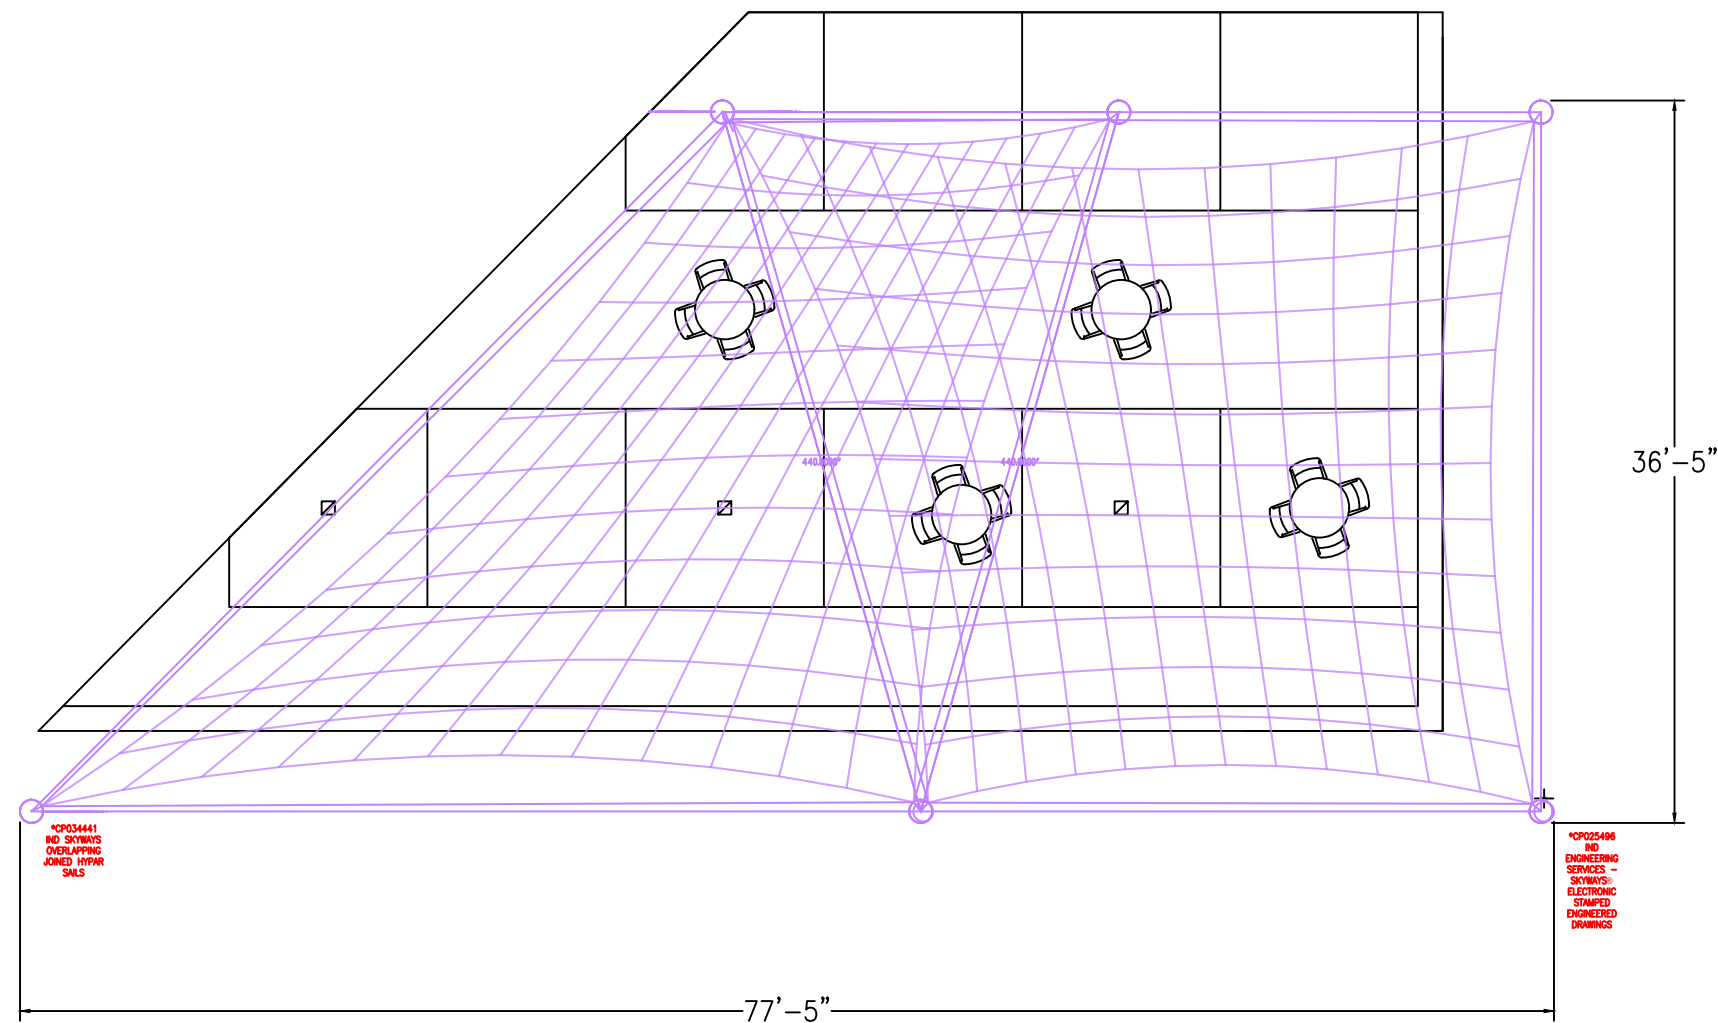 36'-5"
*CP034441
IND SKYWAYS
OVERLAPPING
JOINED HYPAR
SAILS
*CP025496
IND
ENGINEERING
SERVICES -
SKYWAYS®
ELECTRONIC
STAMPED
ENGINEERED
DRAWINGS
77'-5"